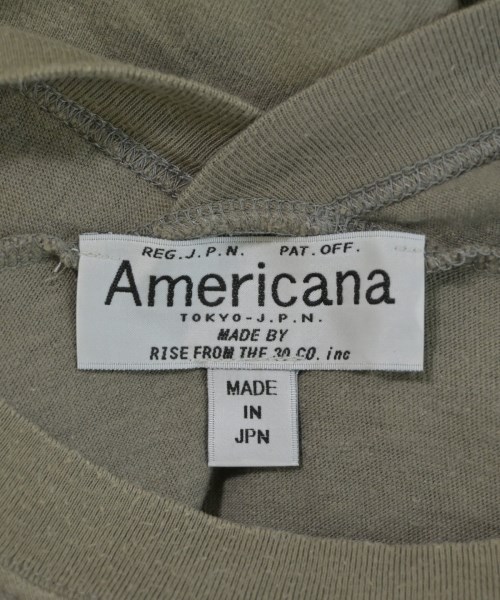 REG.J.P.N. PAT.OFF.
Americana
TOKYO-J.P.N.
MADE BY
RISE FROM THE 30 CO. inc
MADE
IN
JPN